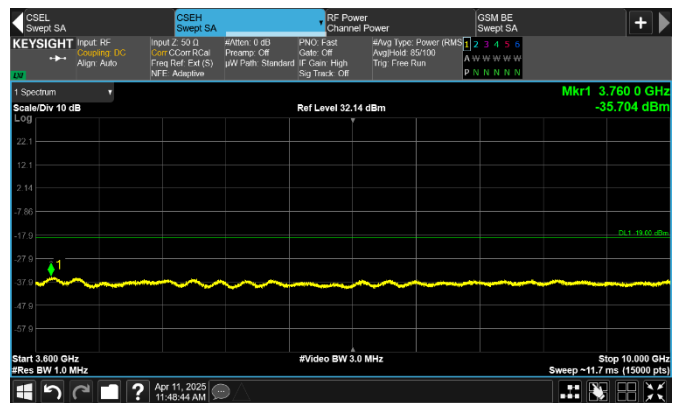 CSEL
Swept SA
CSEH
Swept SA
RF Power
Channel Power
GSM BE
Swept SA
+
KEYSIGHT
Input: RF
Coupling: DC
Align: Auto
LXI
Input Z: 50 Ω
Corr CCorr RCal
Freq Ref: Ext (S)
NFE: Adaptive
#Atten: 0 dB
Preamp: Off
µW Path: Standard
PNO: Fast
Gate: Off
IF Gain: High
Sig Track: Off
#Avg Type: Power (RMS)
Avg|Hold: 85/100
Trig: Free Run
1 2 3 4 5 6
A W W W W W
P N N N N N
1 Spectrum
Mkr1 3.760 0 GHz
Scale/Div 10 dB
Ref Level 32.14 dBm
-35.704 dBm
Log
22.1
12.1
2.14
-7.86
-17.9
DL1 -19.00 dBm
-27.9
1
-37.9
-47.9
-57.9
Start 3.600 GHz
#Video BW 3.0 MHz
Stop 10.000 GHz
#Res BW 1.0 MHz
Sweep ~11.7 ms (15000 pts)
?
Apr 11, 2025
11:48:44 AM